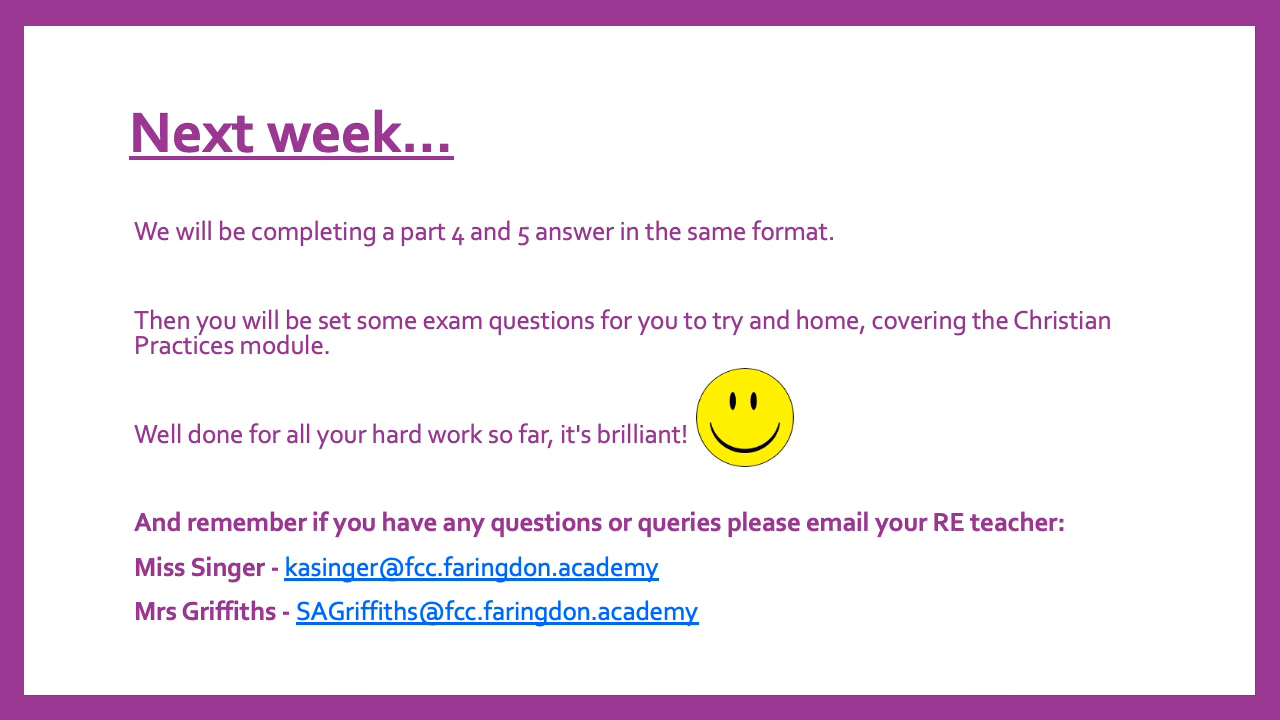 Next week...
We will be completing a part 4 and 5 answer in the same format.
Then you will be set some exam questions for you to try and home, covering the Christian
Practices module.
Well done for all your hard work so far, it's brilliant!
And remember if you have any questions or queries please email your RE teacher:
Miss Singer - kasinger@fcc.faringdon.academy
Mrs Griffiths - SAGriffiths@fcc.faringdon.academy